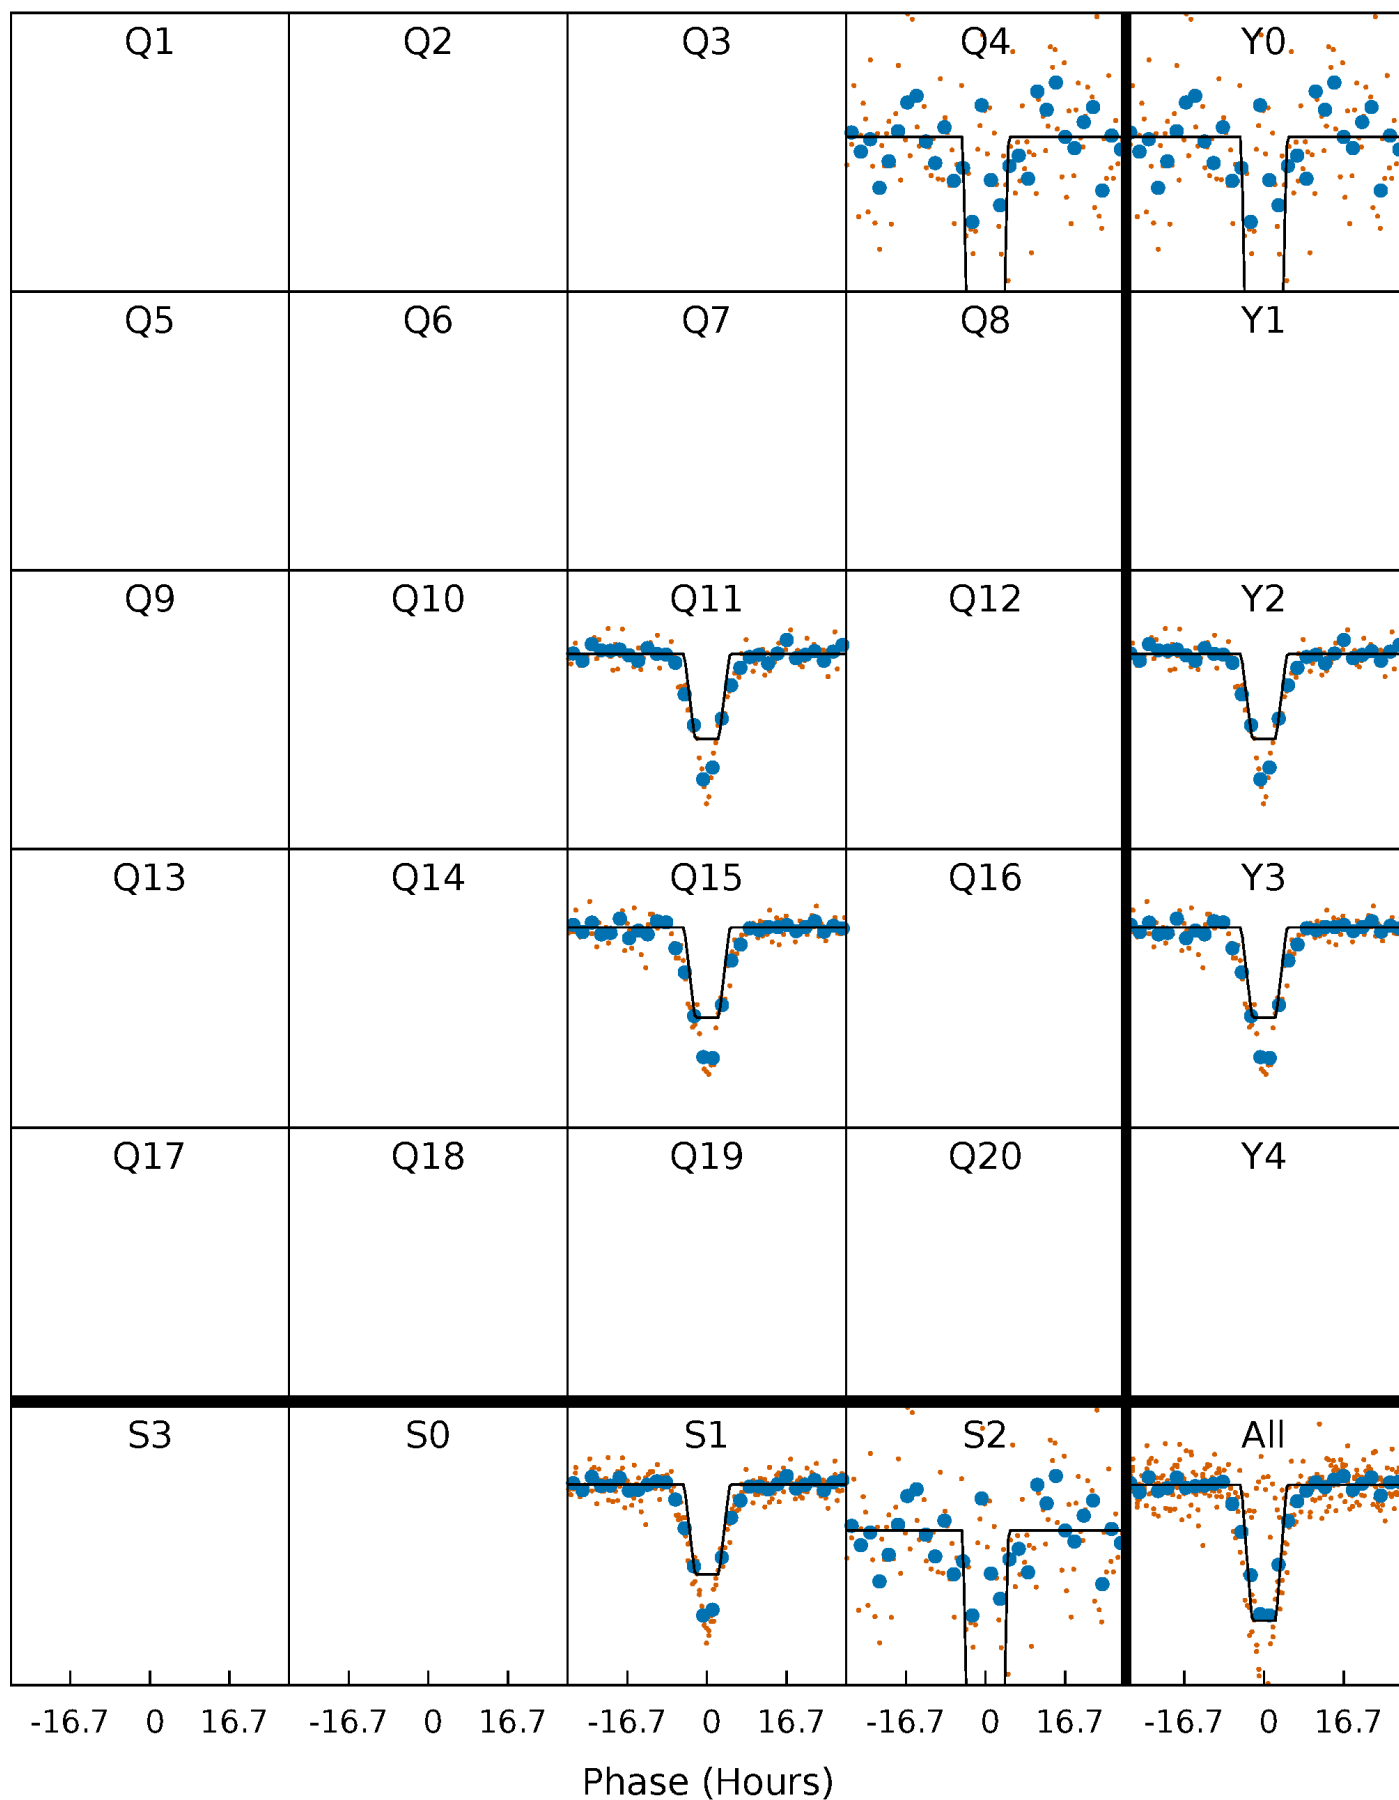 Q1 Q2 Q3 Q4 Y0
Q5 Q6 Q7 Q8 Y1
Q9 Q10 Q11 Q12 Y2
Q13 Q14 Q15 Q16 Y3
Q17 Q18 Q19 Q20 Y4
S3 S0 S1 S2 All
-16.7 0 16.7 -16.7 0 16.7 -16.7 0 16.7 -16.7 0 16.7 -16.7 0 16.7
Phase (Hours)